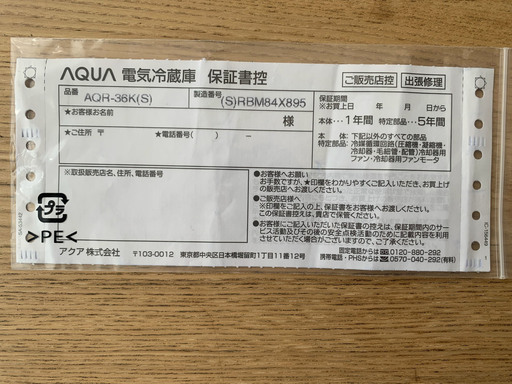 AQUA 電気冷蔵庫 保証書控
ご販売店控 出張修理
品番 AQR-36K(S) 製造番号 (S)RBM84X895
★お客様お名前
様
★ご住所 〒 ★電話番号( )
保証期間
※お買上日 年 月 日から
本体…1年間 特定部品…5年間
本体:下記以外のすべての部品
特定部品:冷媒循環回路(圧縮機・凝縮機・
冷却器・毛細管・配管)冷却器用
ファン・冷却器用ファンモータ
※取扱販売店名、住所、電話番号
●お客様へお願い
お手数ですが、★印欄をわかりやすくご記入いただき、お買上げ
の販売店へお渡しください。
●ご販売店様へ
※印欄をご記入の上、保証書をお客様へお渡しください。
この保証書控えは、貴店で保管ください。
●お客様にご記入いただいた保証書の控えは、保証期間内のサー
ビス活動及びその後の安全点検活動のために記載内容を利用さ
せていただく場合がございますので、ご了承ください。
プラ
>PE<
アクア株式会社 〒103-0012 東京都中央区日本橋堀留町1丁目11番12号
固定電話からは 0120-880-292
携帯電話・PHSからは 0570-040-292(有料)